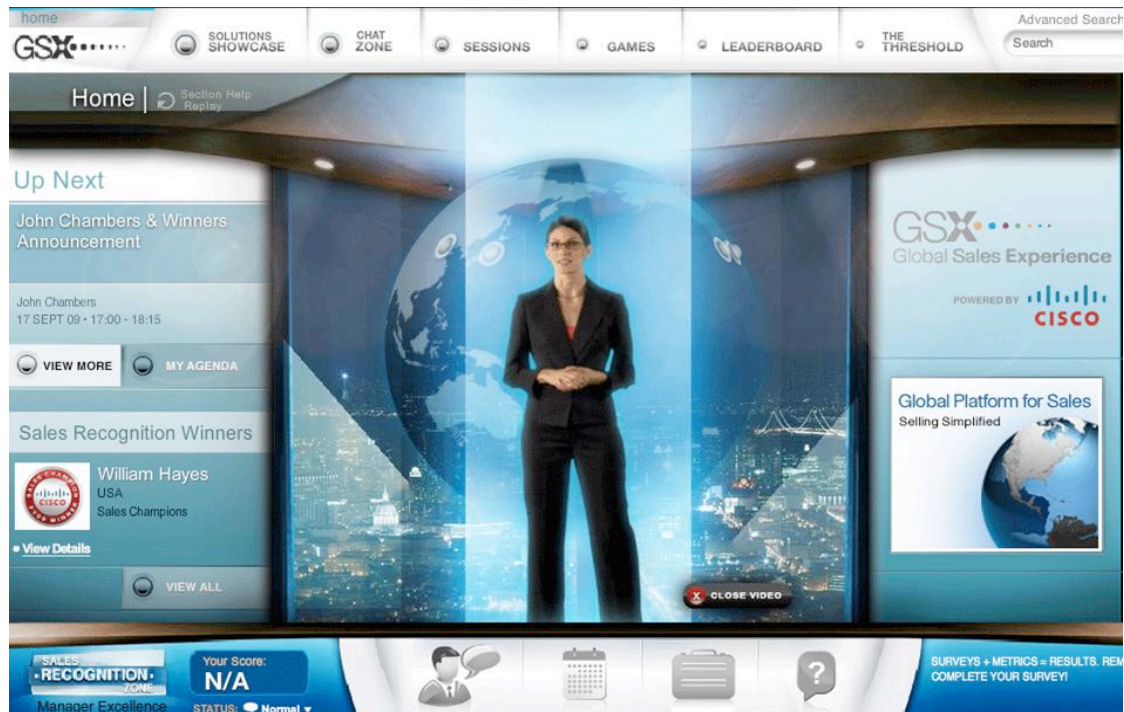 home
GSX
SOLUTIONS
SHOWCASE
CHAT
ZONE
SESSIONS
GAMES
LEADERBOARD
THE
THRESHOLD
Advanced Search
Search
Home
Section Help
Replay
Up Next
John Chambers & Winners
Announcement
John Chambers
17 SEPT 09 • 17:00 - 18:15
VIEW MORE
MY AGENDA
Sales Recognition Winners
CISCO
William Hayes
USA
Sales Champions
View Details
VIEW ALL
GSX
Global Sales Experience
POWERED BY
CISCO
Global Platform for Sales
Selling Simplified
X CLOSE VIDEO
SALES
•RECOGNITION•
ZONE
Manager Excellence
Your Score:
N/A
STATUS: Normal
?
SURVEYS + METRICS = RESULTS. REM
COMPLETE YOUR SURVEY!